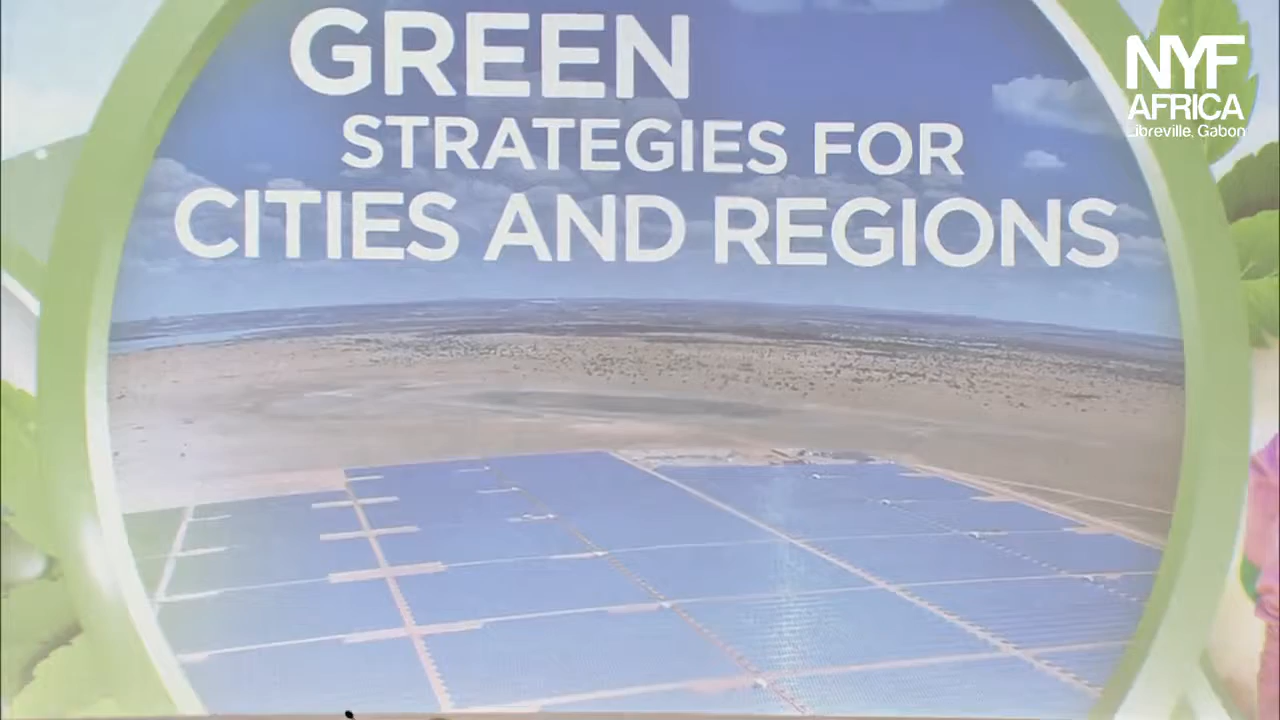 GREEN
STRATEGIES FOR
CITIES AND REGIONS
NYF
AFRICA
Libreville, Gabon